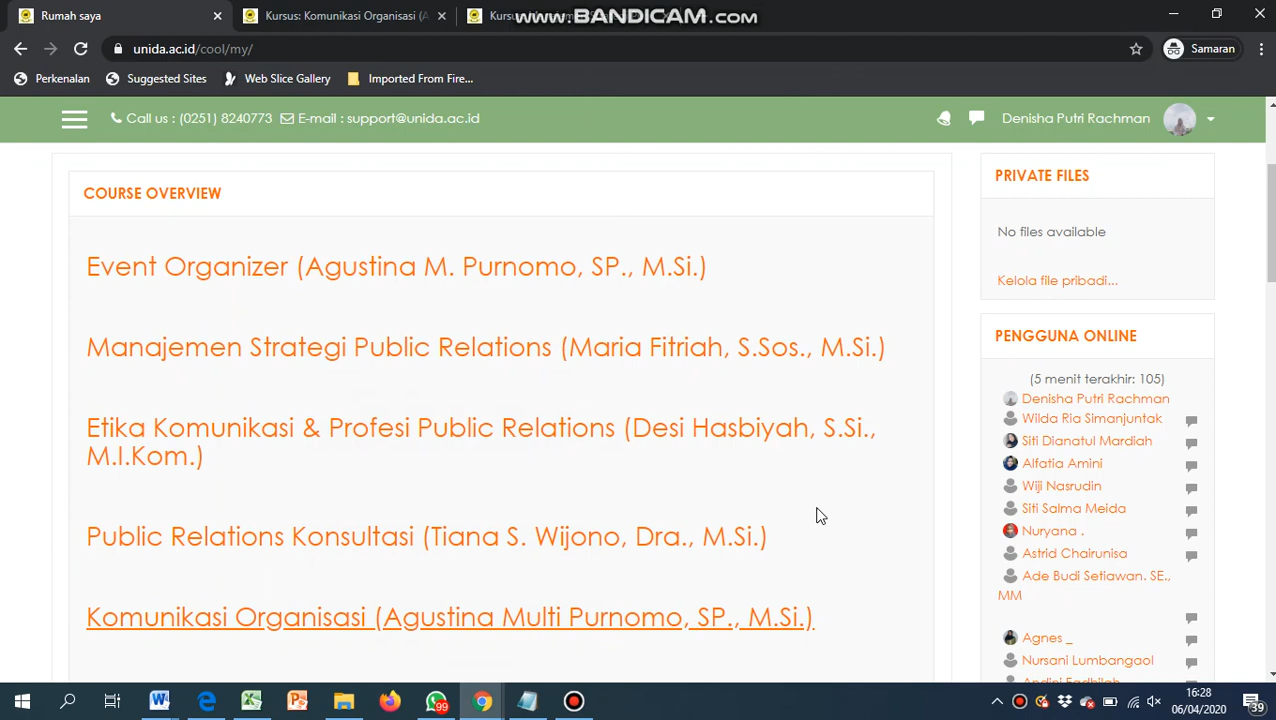 Rumah saya
Kursus: Komunikasi Organisasi (A
Kursu
www.BANDICAM.com
unida.ac.id/cool/my/
Samaran
Perkenalan
Suggested Sites
Web Slice Gallery
Imported From Fire...
Call us : (0251) 8240773 E-mail : support@unida.ac.id
Denisha Putri Rachman
COURSE OVERVIEW
Event Organizer (Agustina M. Purnomo, SP., M.Si.)
Manajemen Strategi Public Relations (Maria Fitriah, S.Sos., M.Si.)
Etika Komunikasi & Profesi Public Relations (Desi Hasbiyah, S.Si.,
M.I.Kom.)
Public Relations Konsultasi (Tiana S. Wijono, Dra., M.Si.)
Komunikasi Organisasi (Agustina Multi Purnomo, SP., M.Si.)
PRIVATE FILES
No files available
Kelola file pribadi...
PENGGUNA ONLINE
(5 menit terakhir: 105)
Denisha Putri Rachman
Wilda Ria Simanjuntak
Siti Dianatul Mardiah
Alfatia Amini
Wiji Nasrudin
Siti Salma Meida
Nuryana .
Astrid Chairunisa
Ade Budi Setiawan. SE.,
MM
Agnes _
Nursani Lumbangaol
Andini Fadhilah
99
16:28
06/04/2020
39